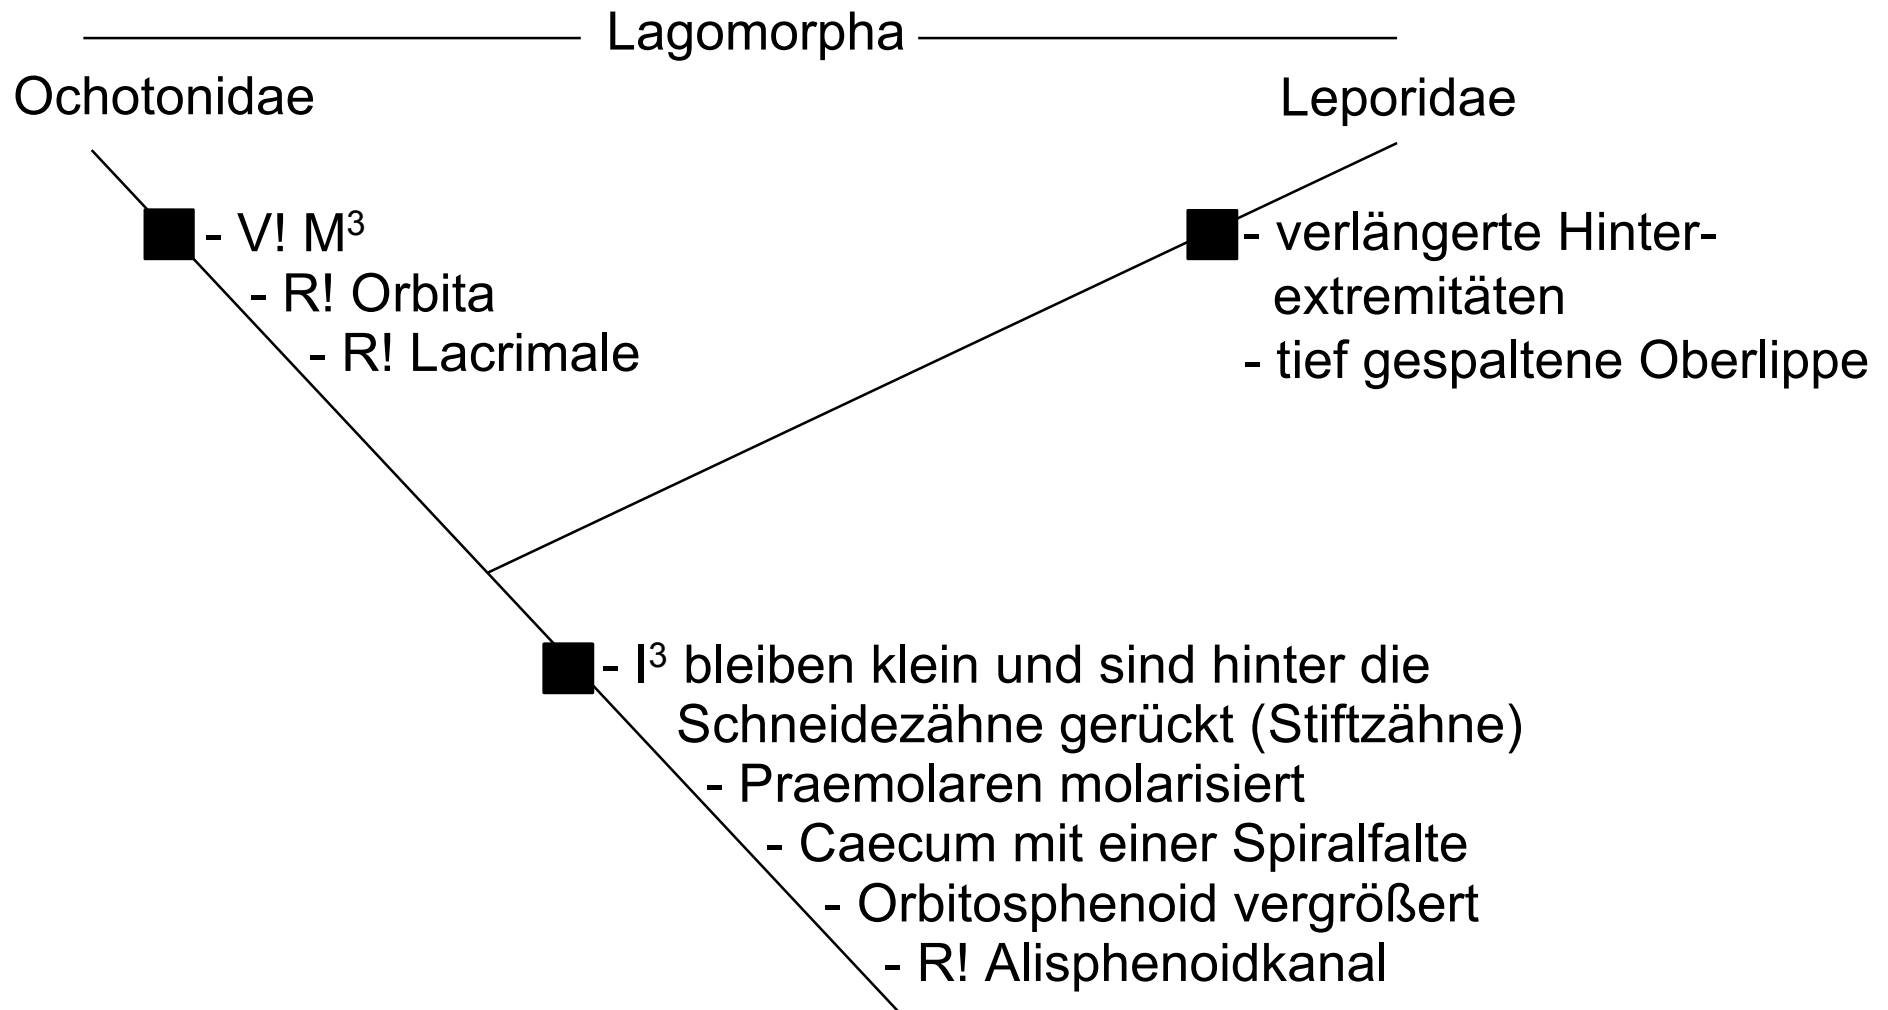 Lagomorpha
Ochotonidae
Leporidae
- V! M³
- R! Orbita
- R! Lacrimale
- verlängerte Hinter-
extremitäten
- tief gespaltene Oberlippe
- I³ bleiben klein und sind hinter die
Schneidezähne gerückt (Stiftzähne)
- Praemolaren molarisiert
- Caecum mit einer Spiralfalte
- Orbitosphenoid vergrößert
- R! Alisphenoidkanal